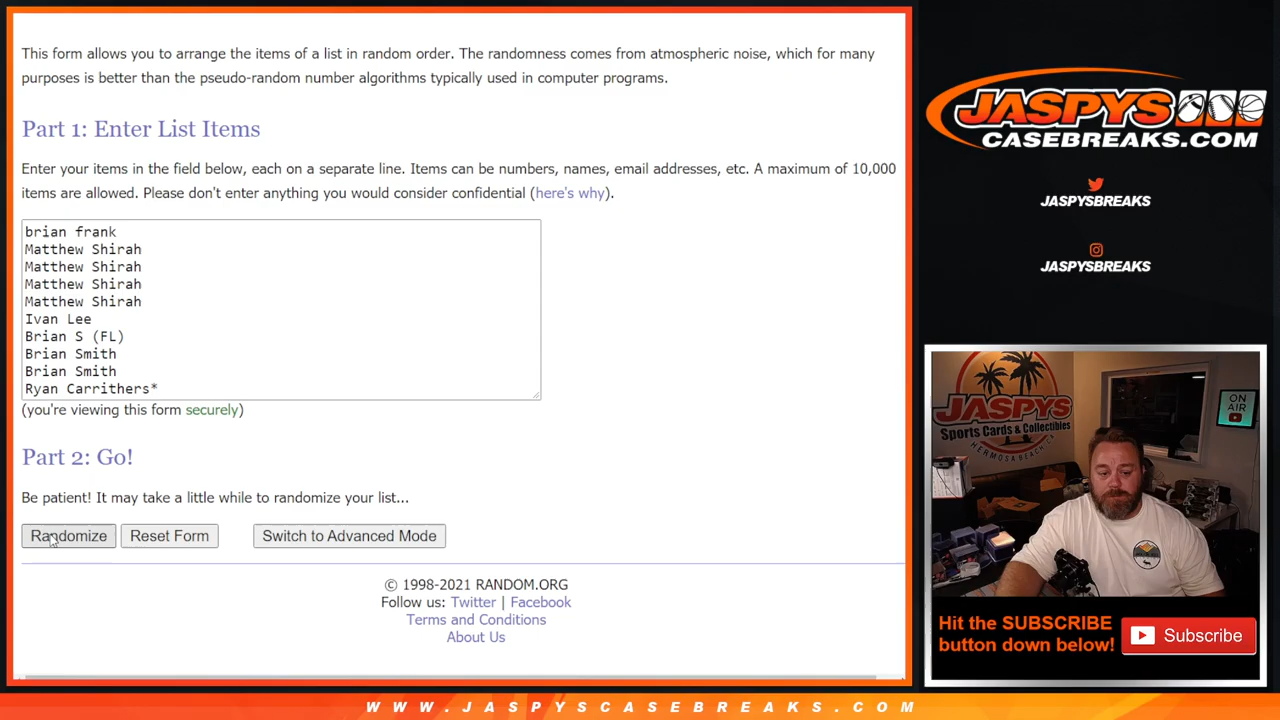 This form allows you to arrange the items of a list in random order. The randomness comes from atmospheric noise, which for many
purposes is better than the pseudo-random number algorithms typically used in computer programs.
Part 1: Enter List Items
Enter your items in the field below, each on a separate line. Items can be numbers, names, email addresses, etc. A maximum of 10,000
items are allowed. Please don't enter anything you would consider confidential (here's why).
brian frank
Matthew Shirah
Matthew Shirah
Matthew Shirah
Matthew Shirah
Ivan Lee
Brian S (FL)
Brian Smith
Brian Smith
Ryan Carrithers*
(you're viewing this form securely)
Part 2: Go!
Be patient! It may take a little while to randomize your list...
Randomize Reset Form Switch to Advanced Mode
© 1998-2021 RANDOM.ORG
Follow us: Twitter | Facebook
Terms and Conditions
About Us
JASPYS
CASEBREAKS.COM
JASPYSBREAKS
JASPYSBREAKS
JASPYS
Sports Cards & Collectibles
HERMOSA BEACH, CA
ON
AIR
Hit the SUBSCRIBE
button down below!
Subscribe
WWW.JASPYSCASEBREAKS.COM